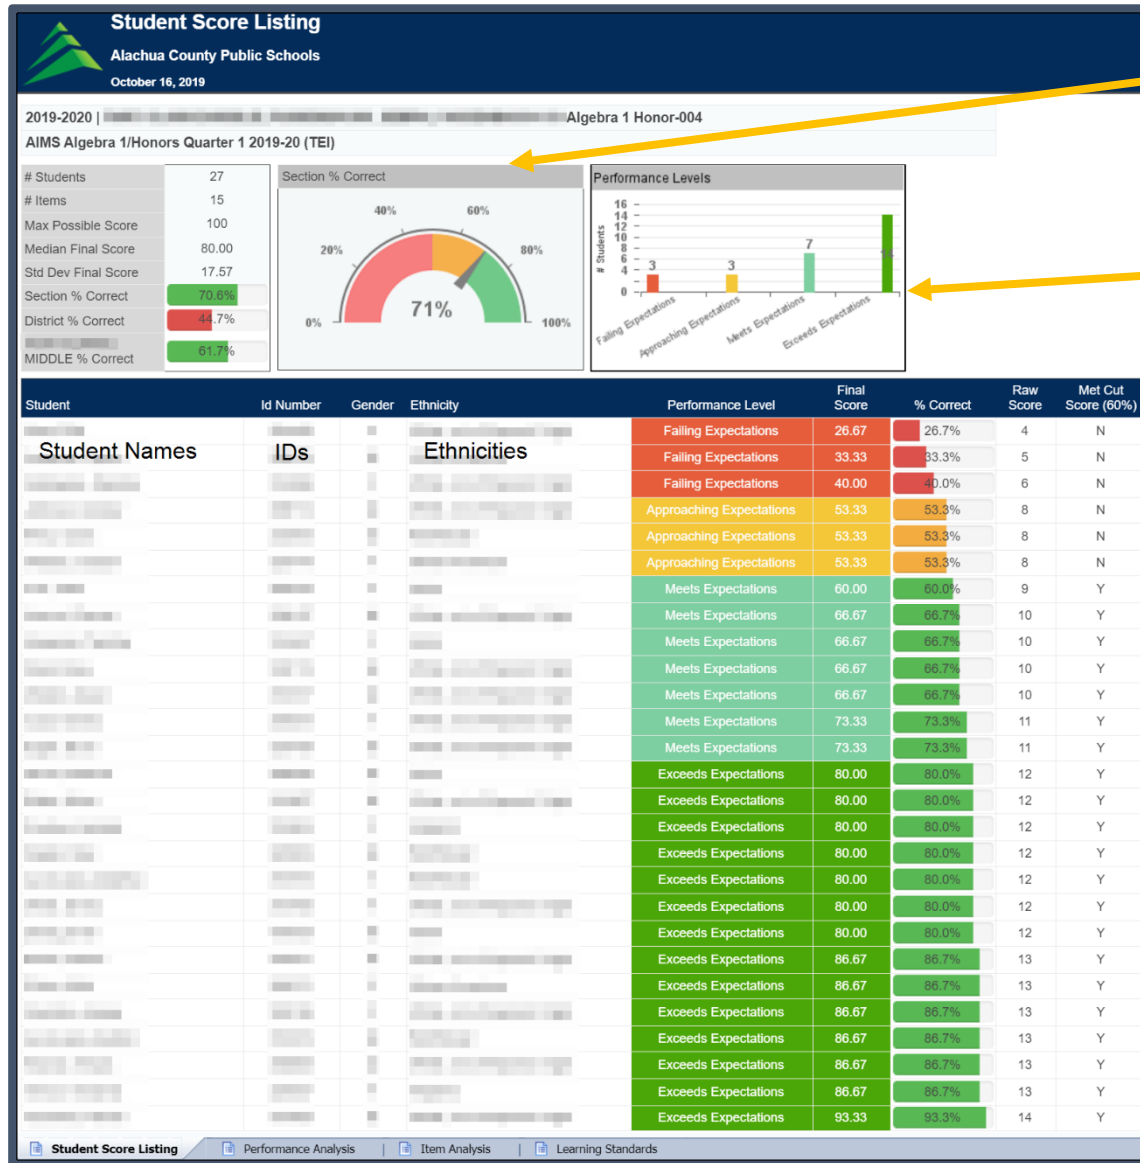 Student Score Listing
Alachua County Public Schools
October 16, 2019
2019-2020 | Algebra 1 Honor-004
AIMS Algebra 1/Honors Quarter 1 2019-20 (TEI)
# Students 27
# Items 15
Max Possible Score 100
Median Final Score 80.00
Std Dev Final Score 17.57
Section % Correct 70.6%
District % Correct 44.7%
MIDDLE % Correct 61.7%
Section % Correct
0% 20% 40% 60% 80% 100%
71%
Performance Levels
# Students
16
14
12
10
8
6
4
2
0
3 3 7 14
Failing Expectations
Approaching Expectations
Meets Expectations
Exceeds Expectations
Student Id Number Gender Ethnicity Performance Level Final Score % Correct Raw Score Met Cut Score (60%)
Student Names IDs Ethnicities
Failing Expectations 26.67 26.7% 4 N
Failing Expectations 33.33 33.3% 5 N
Failing Expectations 40.00 40.0% 6 N
Approaching Expectations 53.33 53.3% 8 N
Approaching Expectations 53.33 53.3% 8 N
Approaching Expectations 53.33 53.3% 8 N
Meets Expectations 60.00 60.0% 9 Y
Meets Expectations 66.67 66.7% 10 Y
Meets Expectations 66.67 66.7% 10 Y
Meets Expectations 66.67 66.7% 10 Y
Meets Expectations 66.67 66.7% 10 Y
Meets Expectations 73.33 73.3% 11 Y
Meets Expectations 73.33 73.3% 11 Y
Exceeds Expectations 80.00 80.0% 12 Y
Exceeds Expectations 80.00 80.0% 12 Y
Exceeds Expectations 80.00 80.0% 12 Y
Exceeds Expectations 80.00 80.0% 12 Y
Exceeds Expectations 80.00 80.0% 12 Y
Exceeds Expectations 80.00 80.0% 12 Y
Exceeds Expectations 80.00 80.0% 12 Y
Exceeds Expectations 86.67 86.7% 13 Y
Exceeds Expectations 86.67 86.7% 13 Y
Exceeds Expectations 86.67 86.7% 13 Y
Exceeds Expectations 86.67 86.7% 13 Y
Exceeds Expectations 86.67 86.7% 13 Y
Exceeds Expectations 86.67 86.7% 13 Y
Exceeds Expectations 93.33 93.3% 14 Y
Student Score Listing Performance Analysis | Item Analysis | Learning Standards